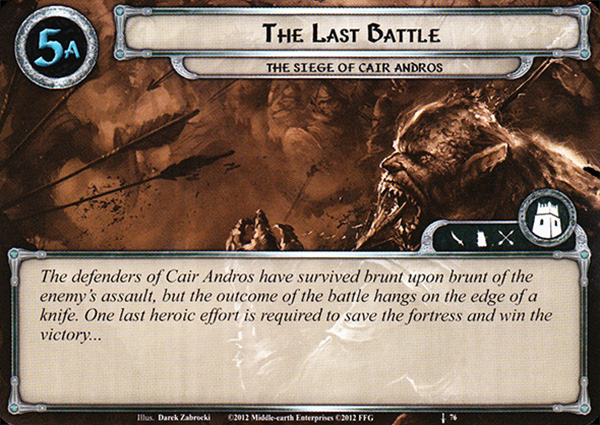 5A
The Last Battle
The Siege of Cair Andros
The defenders of Cair Andros have survived brunt upon brunt of the
enemy's assault, but the outcome of the battle hangs on the edge of a
knife. One last heroic effort is required to save the fortress and win the
victory...
Illus. Darek Zabrocki ©2012 Middle-earth Enterprises ©2012 FFG 76